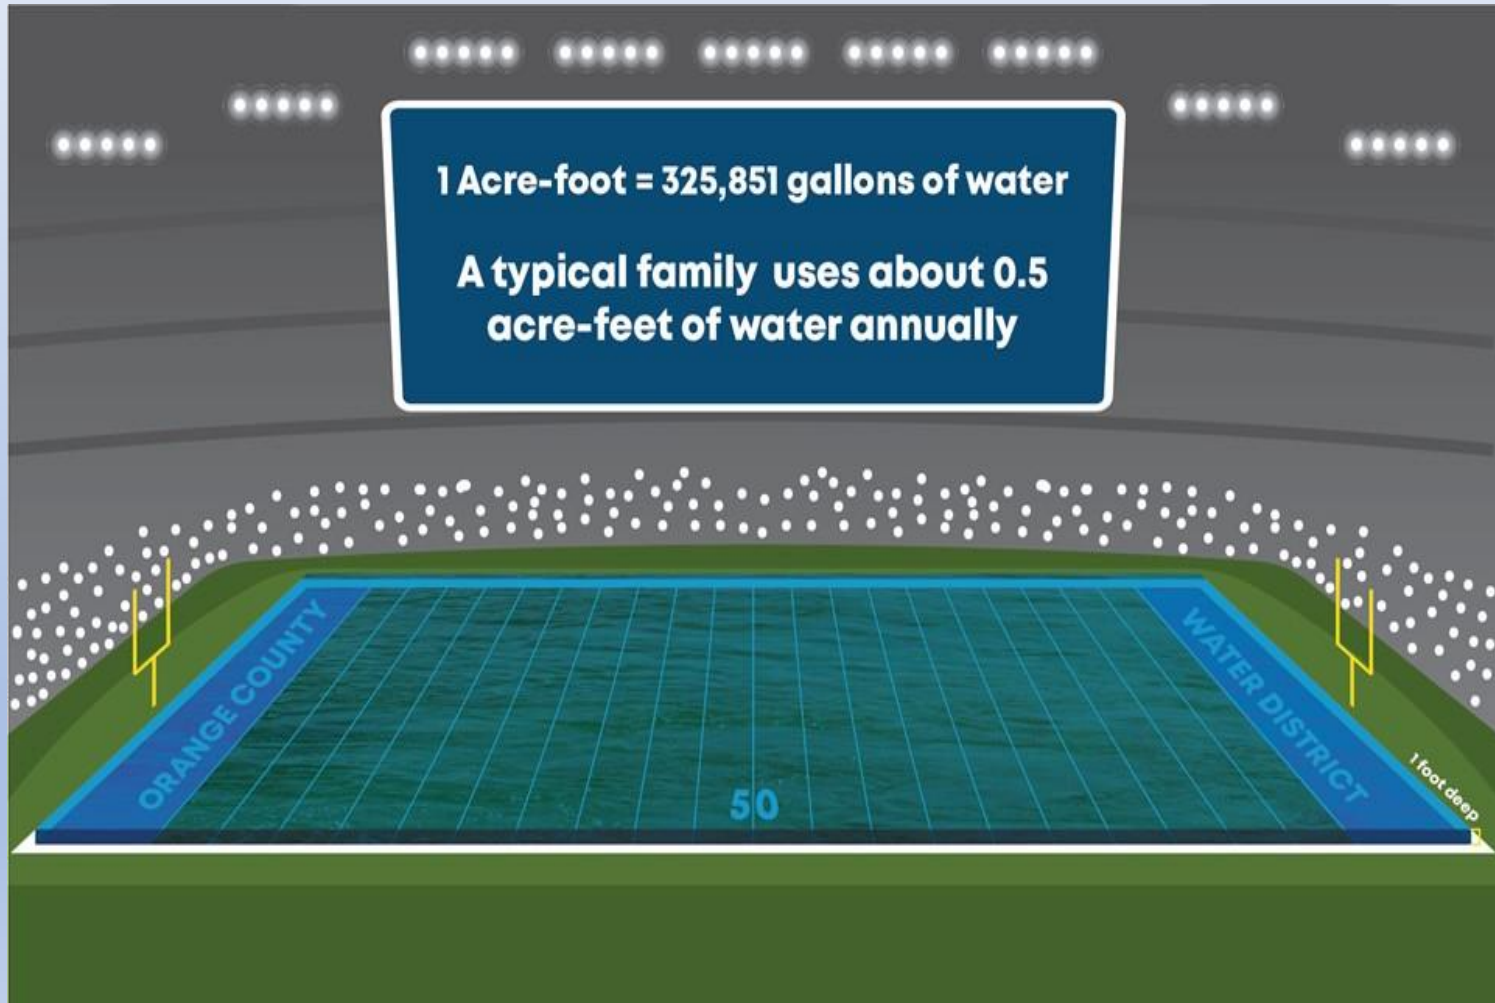 1 Acre-foot = 325,851 gallons of water
A typical family uses about 0.5
acre-feet of water annually
ORANGE COUNTY
WATER DISTRICT
1 foot deep
50